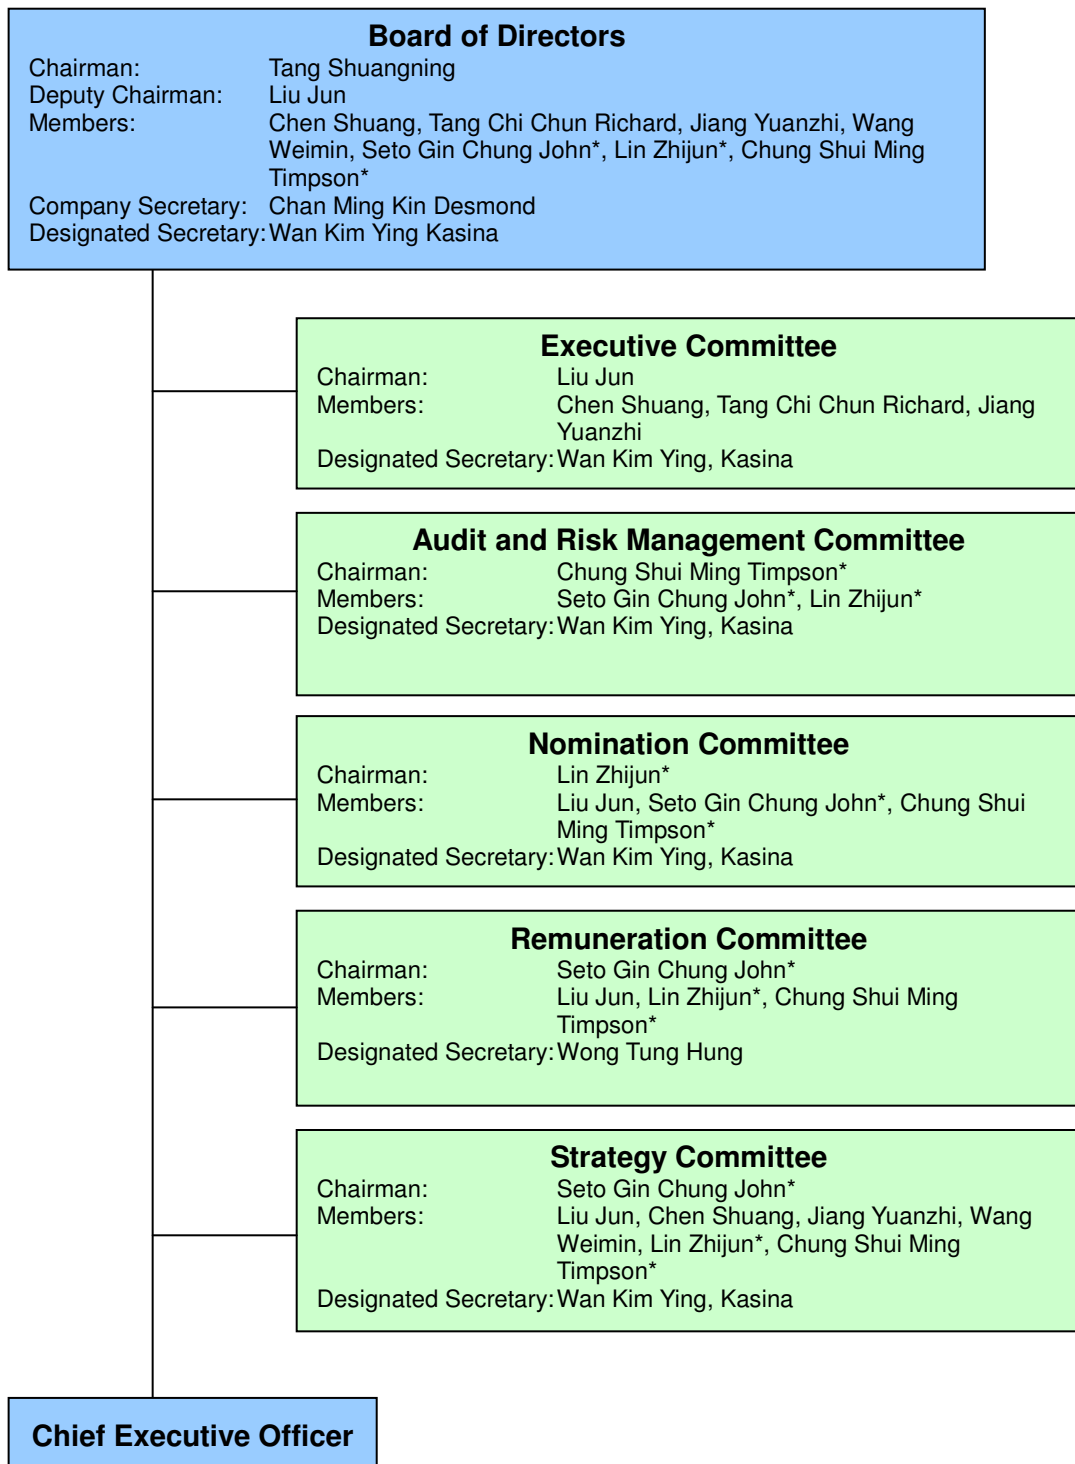 Board of Directors
Chairman: Tang Shuangning
Deputy Chairman: Liu Jun
Members: Chen Shuang, Tang Chi Chun Richard, Jiang Yuanzhi, Wang
Weimin, Seto Gin Chung John*, Lin Zhijun*, Chung Shui Ming
Timpson*
Company Secretary: Chan Ming Kin Desmond
Designated Secretary: Wan Kim Ying Kasina
Executive Committee
Chairman: Liu Jun
Members: Chen Shuang, Tang Chi Chun Richard, Jiang
Yuanzhi
Designated Secretary: Wan Kim Ying, Kasina
Audit and Risk Management Committee
Chairman: Chung Shui Ming Timpson*
Members: Seto Gin Chung John*, Lin Zhijun*
Designated Secretary: Wan Kim Ying, Kasina
Nomination Committee
Chairman: Lin Zhijun*
Members: Liu Jun, Seto Gin Chung John*, Chung Shui
Ming Timpson*
Designated Secretary: Wan Kim Ying, Kasina
Remuneration Committee
Chairman: Seto Gin Chung John*
Members: Liu Jun, Lin Zhijun*, Chung Shui Ming
Timpson*
Designated Secretary: Wong Tung Hung
Strategy Committee
Chairman: Seto Gin Chung John*
Members: Liu Jun, Chen Shuang, Jiang Yuanzhi, Wang
Weimin, Lin Zhijun*, Chung Shui Ming
Timpson*
Designated Secretary: Wan Kim Ying, Kasina
Chief Executive Officer